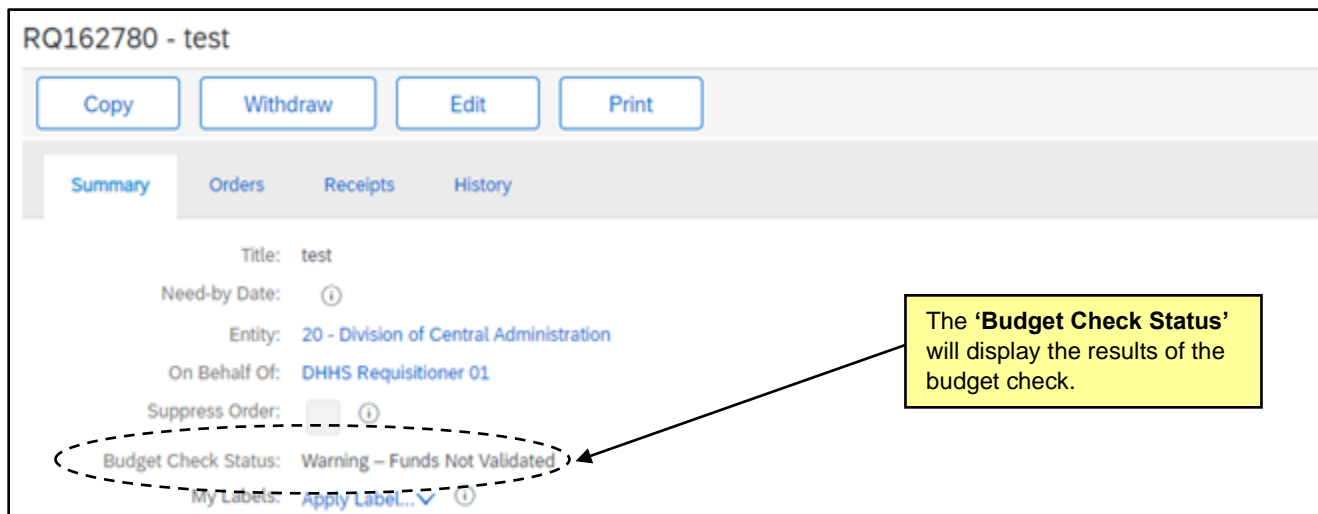 RQ162780 - test
Copy Withdraw Edit Print
Summary Orders Receipts History
Title: test
Need-by Date:
Entity: 20 - Division of Central Administration
On Behalf Of: DHHS Requisitioner 01
Suppress Order:
Budget Check Status: Warning – Funds Not Validated
My Labels: Apply Label...
The ‘Budget Check Status’
will display the results of the
budget check.